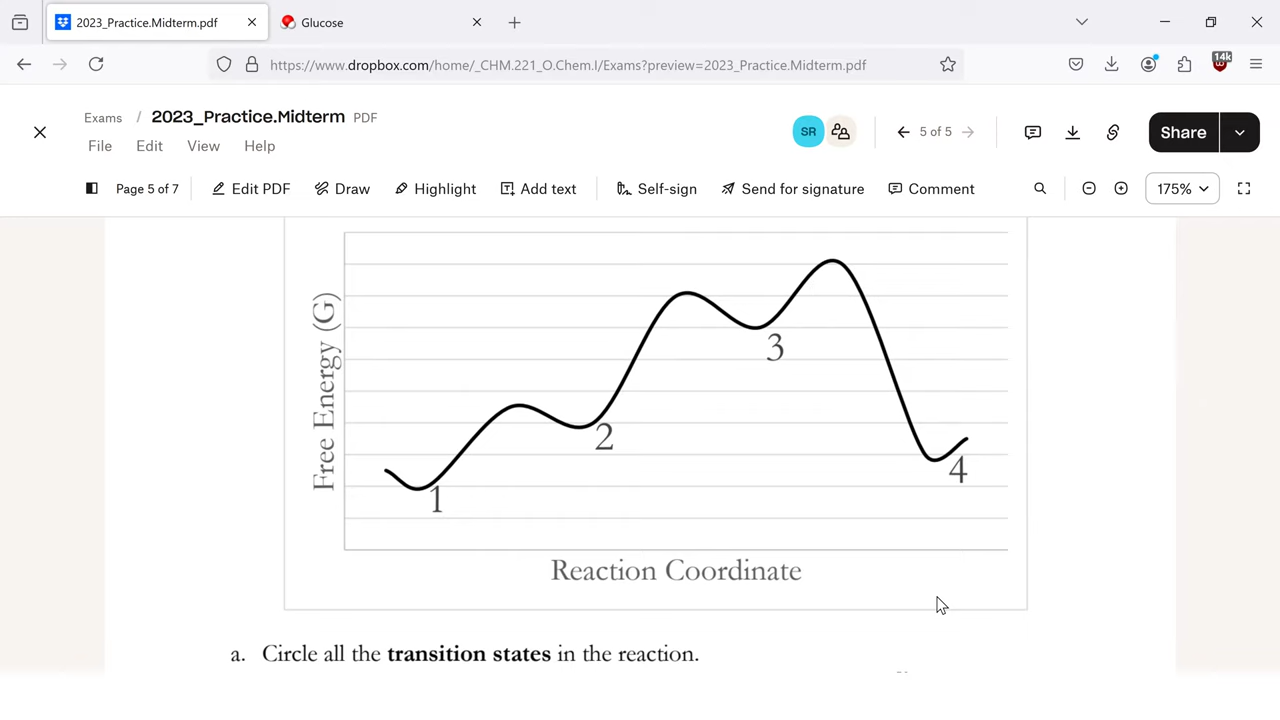 2023_Practice.Midterm.pdf
Glucose
https://www.dropbox.com/home/_CHM.221_O.Chem.I/Exams?preview=2023_Practice.Midterm.pdf
14k
Exams / 2023_Practice.Midterm PDF
File Edit View Help
SR
5 of 5
Share
Page 5 of 7
Edit PDF
Draw
Highlight
Add text
Self-sign
Send for signature
Comment
175%
Free Energy (G)
1
2
3
4
Reaction Coordinate
a. Circle all the transition states in the reaction.